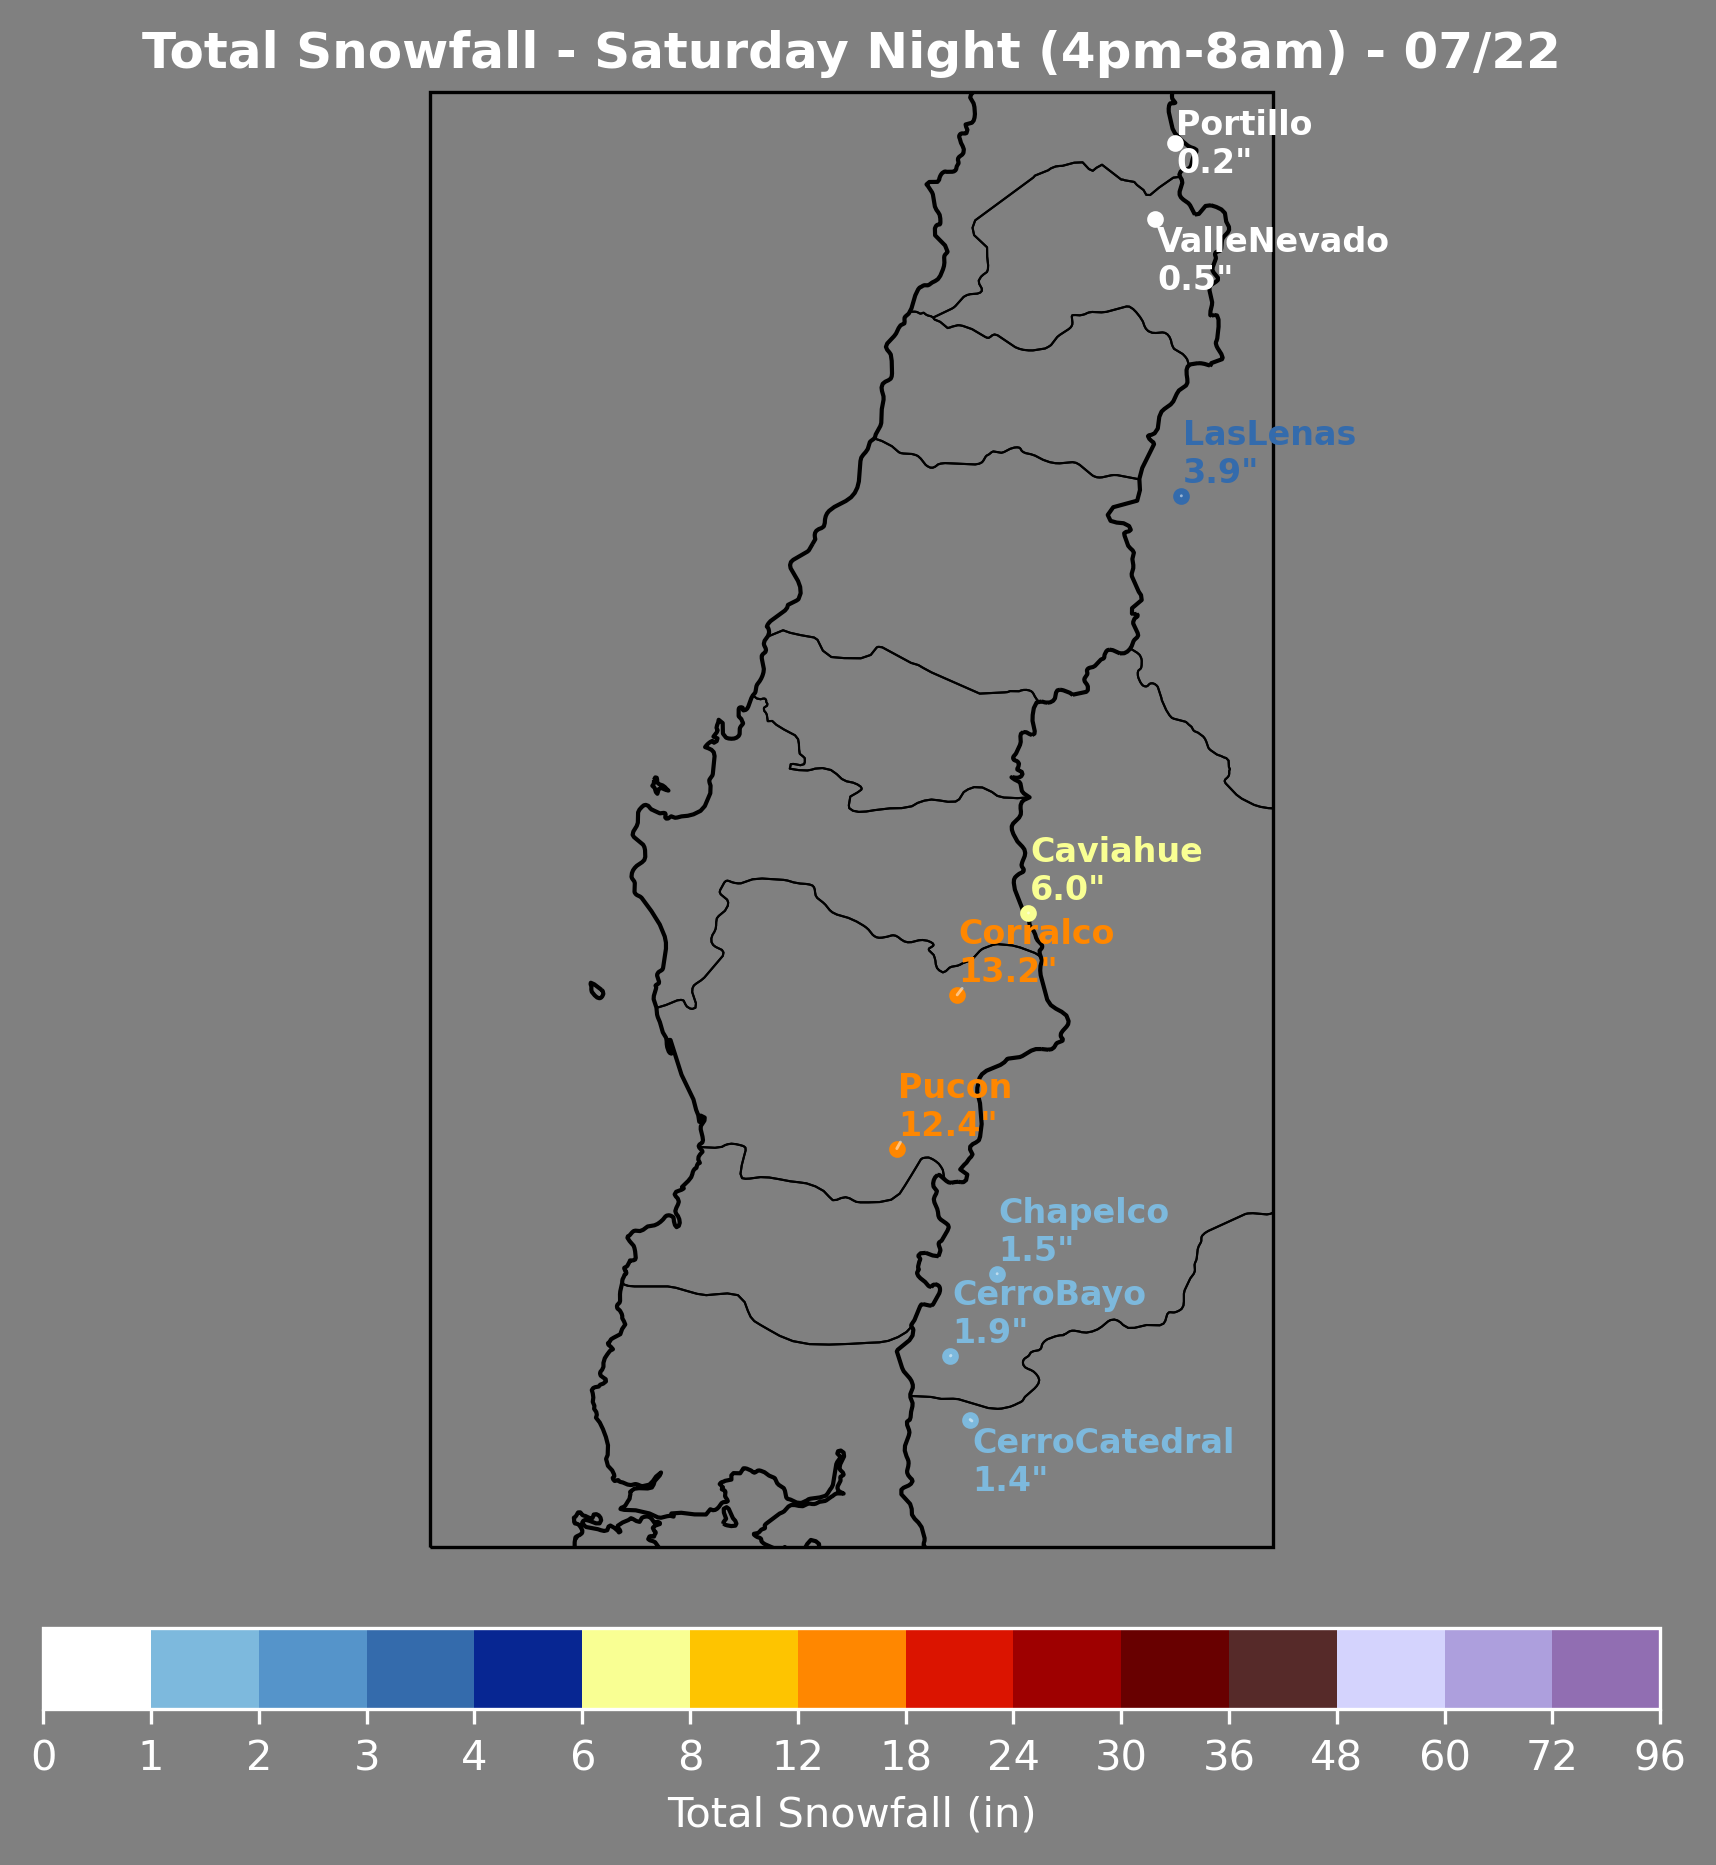 Total Snowfall - Saturday Night (4pm-8am) - 07/22
Portillo
0.2"
ValleNevado
0.5"
LasLenas
3.9"
Caviahue
6.0"
Corralco
13.2"
Pucon
12.4"
Chapelco
1.5"
CerroBayo
1.9"
CerroCatedral
1.4"
0 1 2 3 4 6 8 12 18 24 30 36 48 60 72 96
Total Snowfall (in)